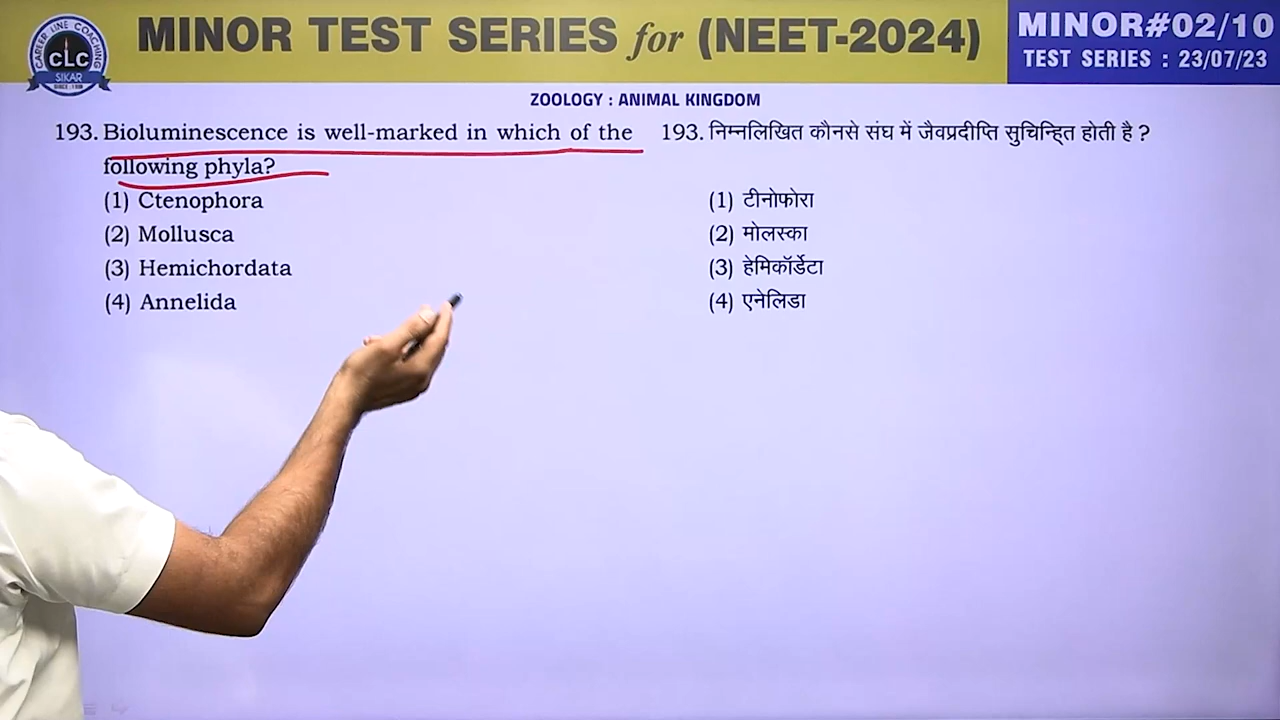 CAREER LINE COACHING
CLC
SIKAR
MINOR TEST SERIES for (NEET-2024)
MINOR#02/10
TEST SERIES : 23/07/23
ZOOLOGY : ANIMAL KINGDOM
193. Bioluminescence is well-marked in which of the
following phyla?
(1) Ctenophora
(2) Mollusca
(3) Hemichordata
(4) Annelida
193. निम्नलिखित कौनसे संघ में जैवप्रदीप्ति सुचिन्हि्त होती है ?
(1) टीनोफोरा
(2) मोलस्का
(3) हेमिकॉर्डेटा
(4) एनेलिडा